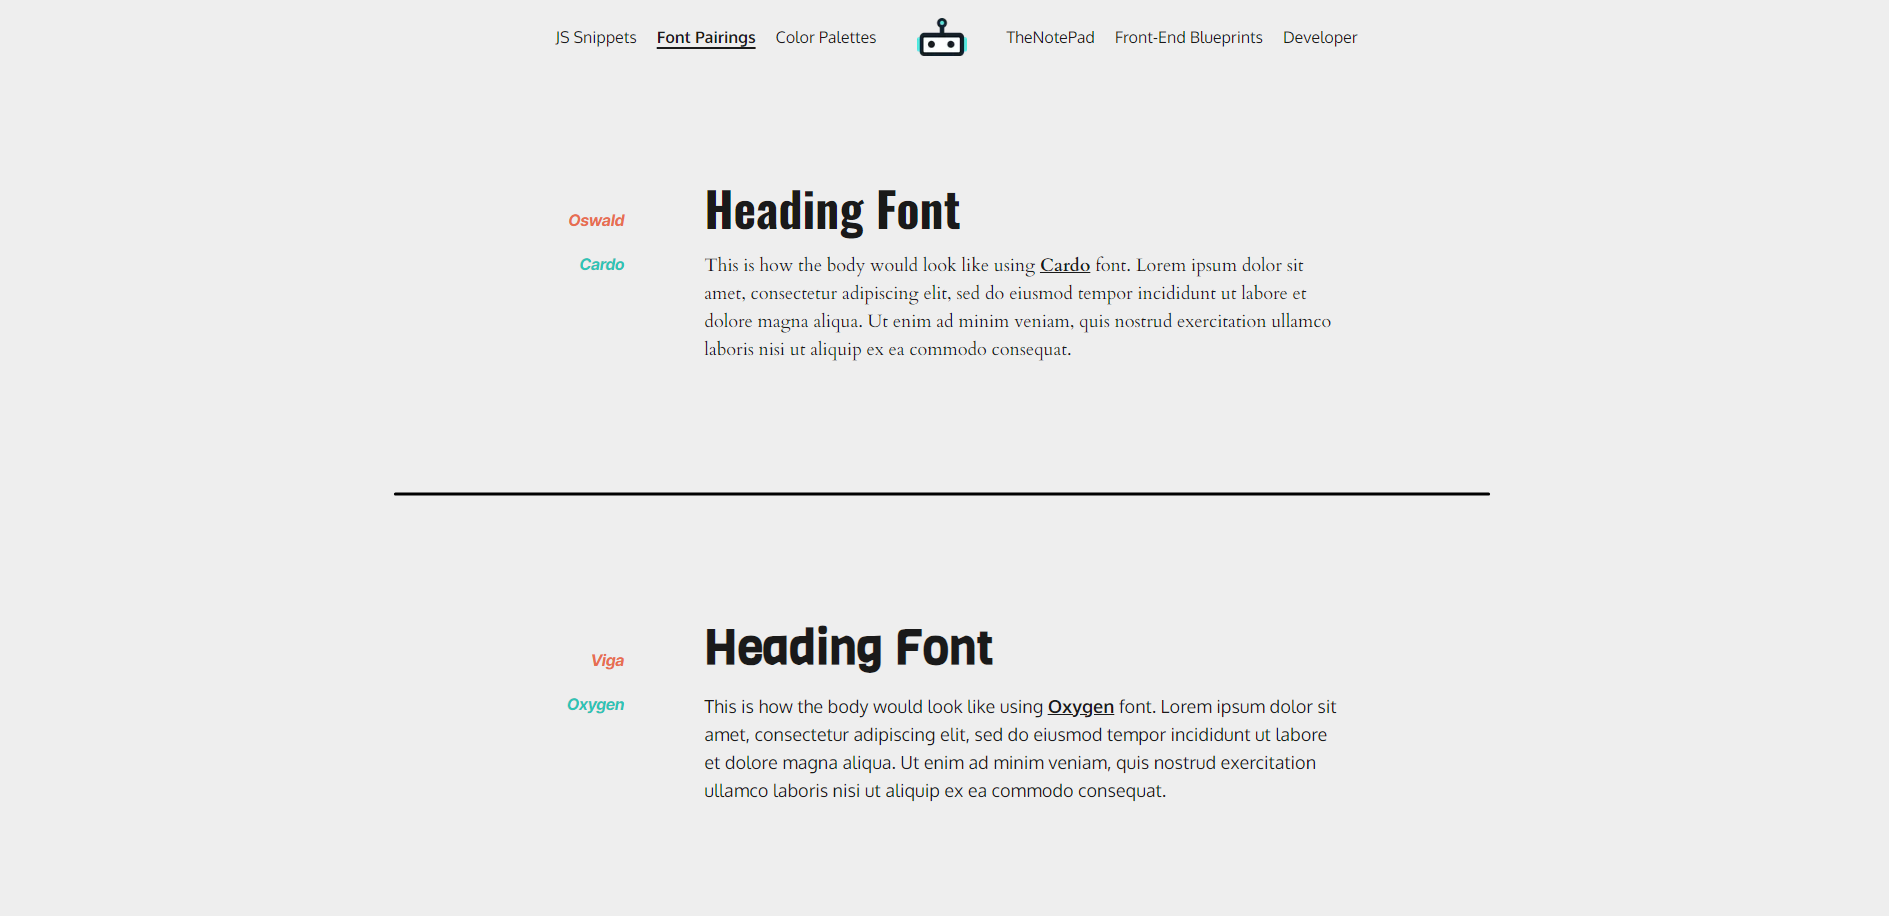 JS Snippets Font Pairings Color Palettes TheNotePad Front-End Blueprints Developer
Oswald
Heading Font
Cardo
This is how the body would look like using Cardo font. Lorem ipsum dolor sit
amet, consectetur adipiscing elit, sed do eiusmod tempor incididunt ut labore et
dolore magna aliqua. Ut enim ad minim veniam, quis nostrud exercitation ullamco
laboris nisi ut aliquip ex ea commodo consequat.
Viga
Heading Font
Oxygen
This is how the body would look like using Oxygen font. Lorem ipsum dolor sit
amet, consectetur adipiscing elit, sed do eiusmod tempor incididunt ut labore
et dolore magna aliqua. Ut enim ad minim veniam, quis nostrud exercitation
ullamco laboris nisi ut aliquip ex ea commodo consequat.